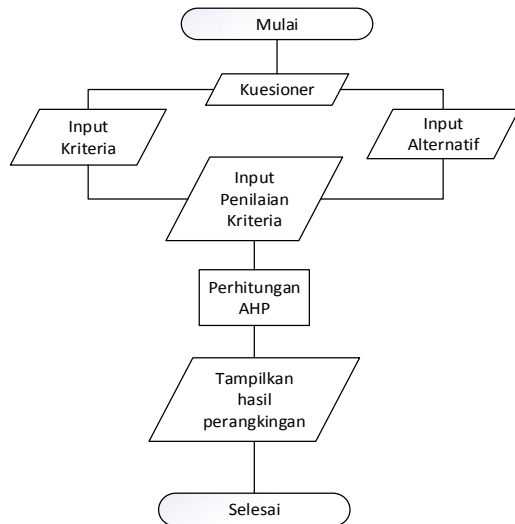 Mulai
Kuesioner
Input
Kriteria
Input
Alternatif
Input
Penilaian
Kriteria
Perhitungan
AHP
Tampilkan
hasil
perangkingan
Selesai